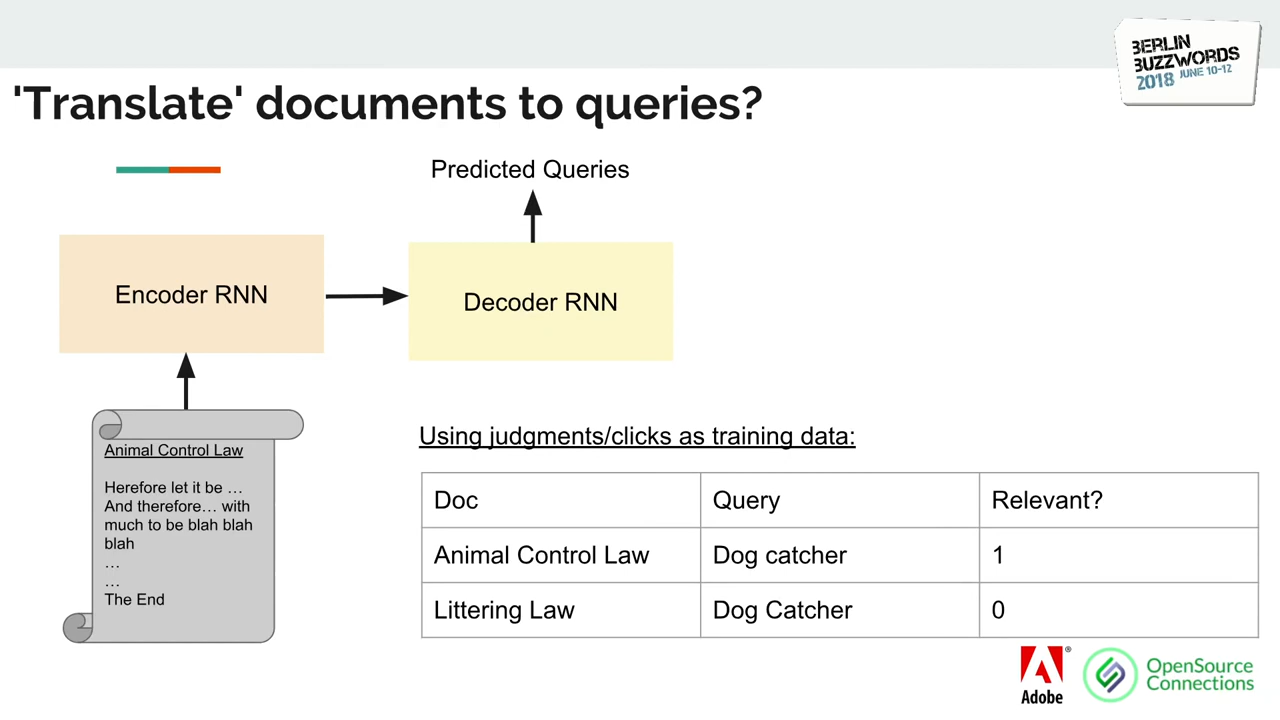 BERLIN
BUZZWORDS
2018 JUNE 10-12
'Translate' documents to queries?
Predicted Queries
Encoder RNN
Decoder RNN
Animal Control Law
Herefore let it be …
And therefore… with
much to be blah blah
blah
…
…
The End
Using judgments/clicks as training data:
Doc Query Relevant?
Animal Control Law Dog catcher 1
Littering Law Dog Catcher 0
Adobe®
OpenSource
Connections